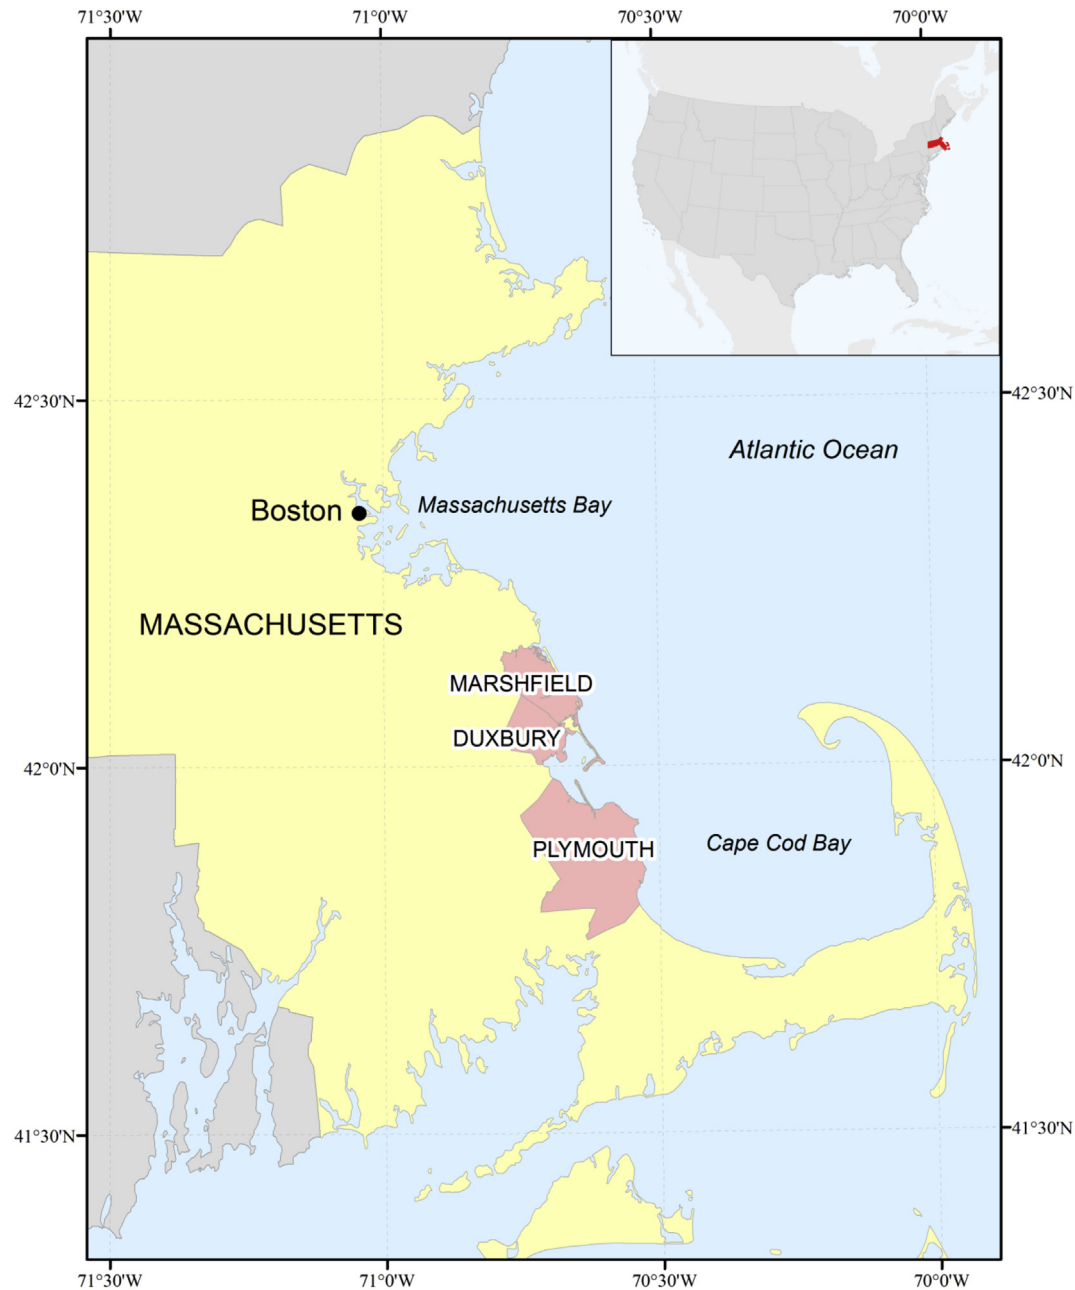 71°30'W 71°0'W 70°30'W 70°0'W
42°30'N 42°30'N
Atlantic Ocean
Massachusetts Bay
Boston
MASSACHUSETTS
MARSHFIELD
DUXBURY
42°0'N 42°0'N
Cape Cod Bay
PLYMOUTH
41°30'N 41°30'N
71°30'W 71°0'W 70°30'W 70°0'W